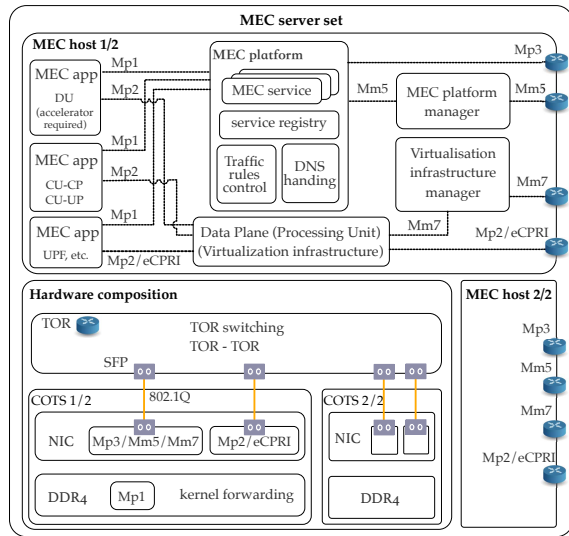 MEC server set
MEC host 1/2
MEC app
DU
(accelerator
required)
Mp1
Mp2
MEC app
CU-CP
CU-UP
Mp1
Mp2
MEC app
UPF, etc.
Mp1
Mp2/eCPRI
MEC platform
MEC service
service registry
Traffic
rules
control
DNS
handing
Mp3
Mm5
MEC platform
manager
Mm5
Virtualisation
infrastructure
manager
Mm7
Mm7
Data Plane (Processing Unit)
(Virtualization infrastructure)
Mp2/eCPRI
Hardware composition
TOR
TOR switching
TOR - TOR
SFP
802.1Q
COTS 1/2
NIC
Mp3/Mm5/Mm7
Mp2/eCPRI
DDR4
Mp1
kernel forwarding
COTS 2/2
NIC
DDR4
MEC host 2/2
Mp3
Mm5
Mm7
Mp2/eCPRI